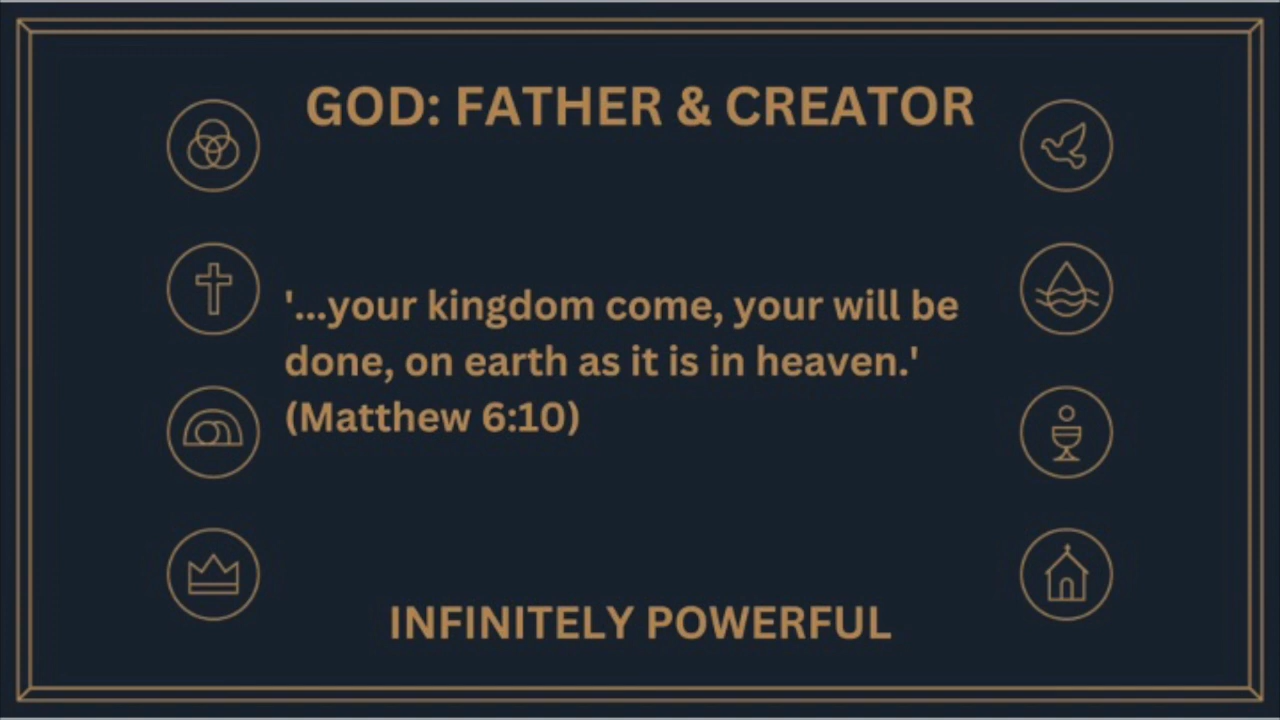 GOD: FATHER & CREATOR
'...your kingdom come, your will be
done, on earth as it is in heaven.'
(Matthew 6:10)
INFINITELY POWERFUL